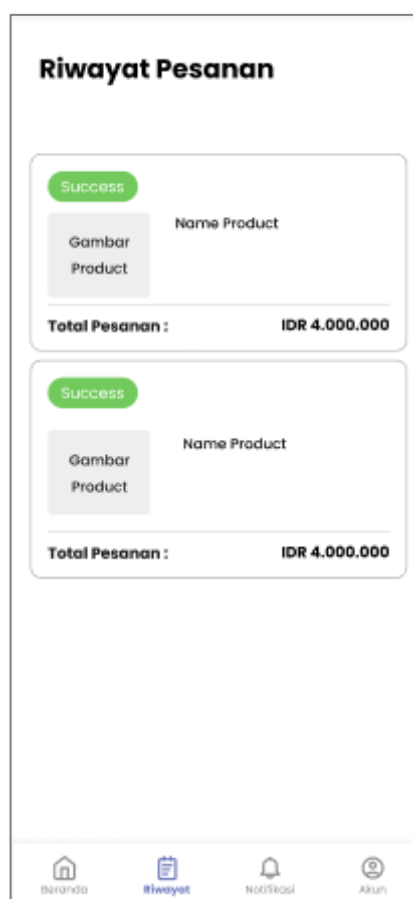 Riwayat Pesanan
Success
Gambar
Product
Name Product
Total Pesanan : IDR 4.000.000
Success
Gambar
Product
Name Product
Total Pesanan : IDR 4.000.000
Beranda Riwayat Notifikasi Akun